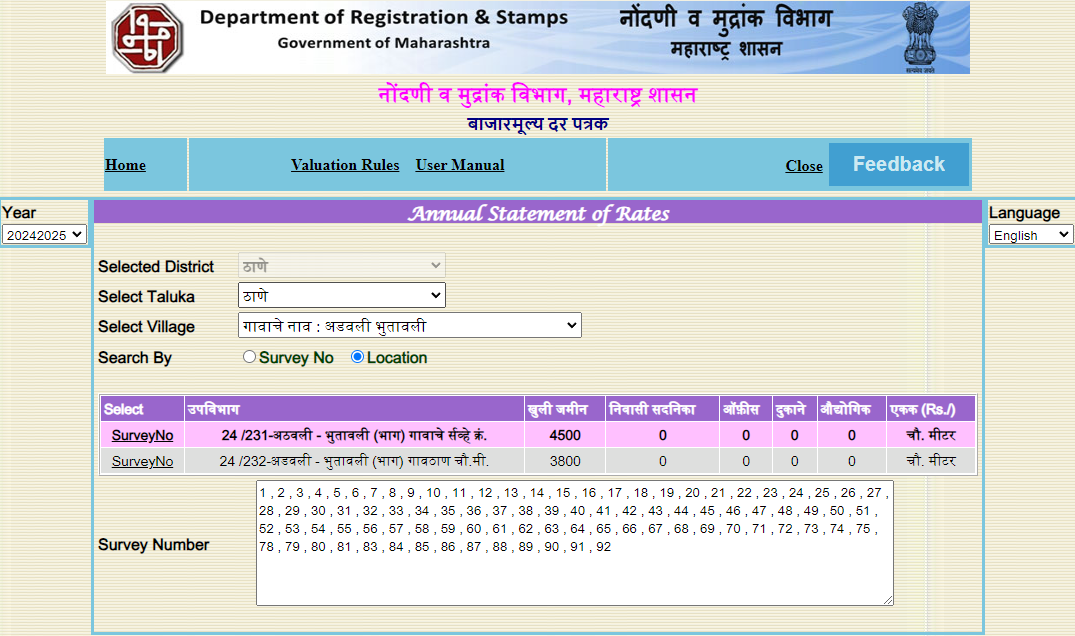 Department of Registration & Stamps
Government of Maharashtra
नोंदणी व मुद्रांक विभाग
महाराष्ट्र शासन
सत्यमेव जयते
नोंदणी व मुद्रांक विभाग, महाराष्ट्र शासन
बाजारमूल्य दर पत्रक
Home Valuation Rules User Manual Close Feedback
Year Annual Statement of Rates Language
20242025 English
Selected District ठाणे
Select Taluka ठाणे
Select Village गावाचे नाव : अडवली भुतावली
Search By Survey No Location
Select उपविभाग खुली जमीन निवासी सदनिका ऑफ़ीस दुकाने औद्योगिक एकक (Rs./)
SurveyNo 24 /231-अठवली - भुतावली (भाग) गावाचे र्सव्हे क्रं. 4500 0 0 0 0 चौ. मीटर
SurveyNo 24 /232-अडवली - भुतावली (भाग) गावठाण चौ.मी. 3800 0 0 0 0 चौ. मीटर
Survey Number
1 , 2 , 3 , 4 , 5 , 6 , 7 , 8 , 9 , 10 , 11 , 12 , 13 , 14 , 15 , 16 , 17 , 18 , 19 , 20 , 21 , 22 , 23 , 24 , 25 , 26 , 27 ,
28 , 29 , 30 , 31 , 32 , 33 , 34 , 35 , 36 , 37 , 38 , 39 , 40 , 41 , 42 , 43 , 44 , 45 , 46 , 47 , 48 , 49 , 50 , 51 ,
52 , 53 , 54 , 55 , 56 , 57 , 58 , 59 , 60 , 61 , 62 , 63 , 64 , 65 , 66 , 67 , 68 , 69 , 70 , 71 , 72 , 73 , 74 , 75 ,
78 , 79 , 80 , 81 , 83 , 84 , 85 , 86 , 87 , 88 , 89 , 90 , 91 , 92